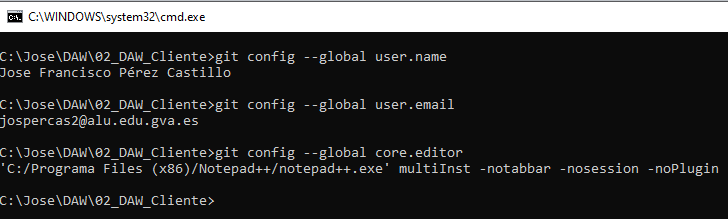 C:\WINDOWS\system32\cmd.exe
C:\Jose\DAW\02_DAW_Cliente>git config --global user.name
Jose Francisco Pérez Castillo
C:\Jose\DAW\02_DAW_Cliente>git config --global user.email
jospercas2@alu.edu.gva.es
C:\Jose\DAW\02_DAW_Cliente>git config --global core.editor
'C:/Programa Files (x86)/Notepad++/notepad++.exe' multiInst -notabbar -nosession -noPlugin
C:\Jose\DAW\02_DAW_Cliente>